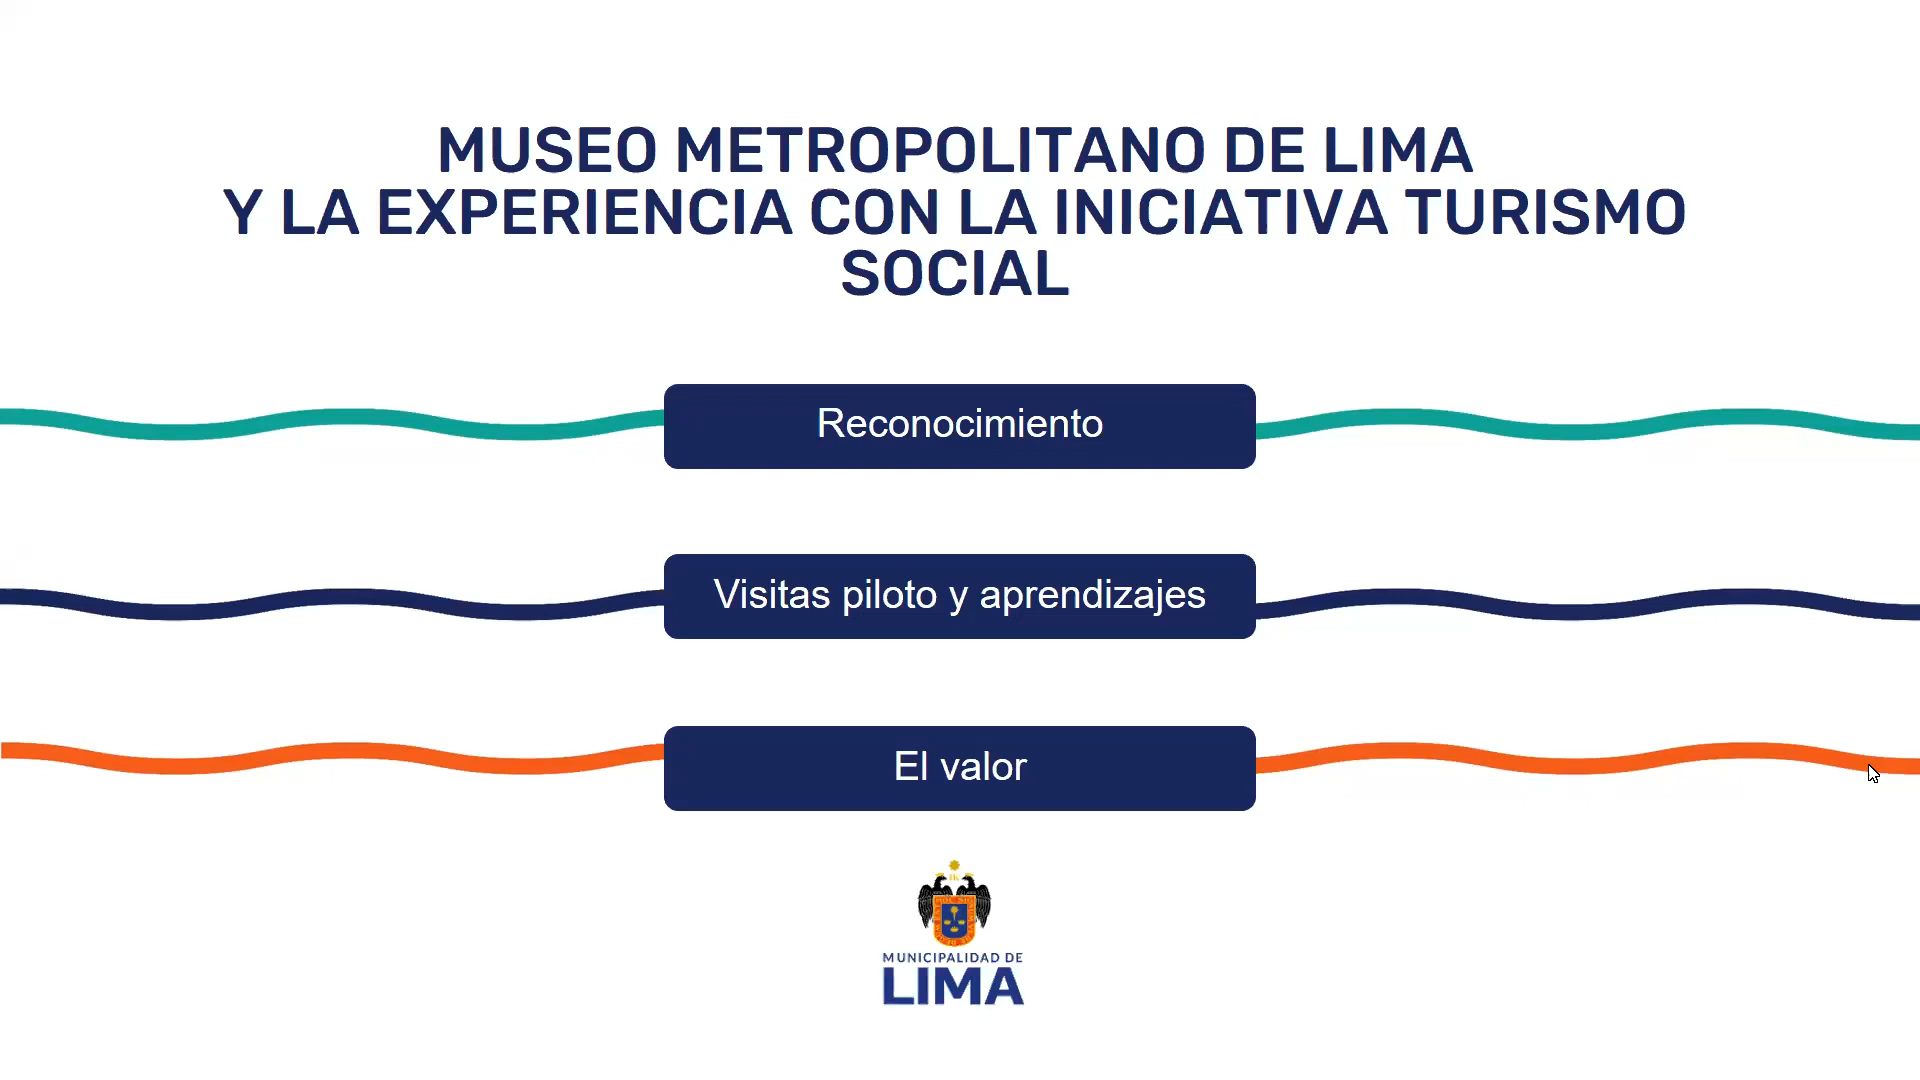 MUSEO METROPOLITANO DE LIMA
Y LA EXPERIENCIA CON LA INICIATIVA TURISMO
SOCIAL
Reconocimiento
Visitas piloto y aprendizajes
El valor
MUNICIPALIDAD DE
LIMA